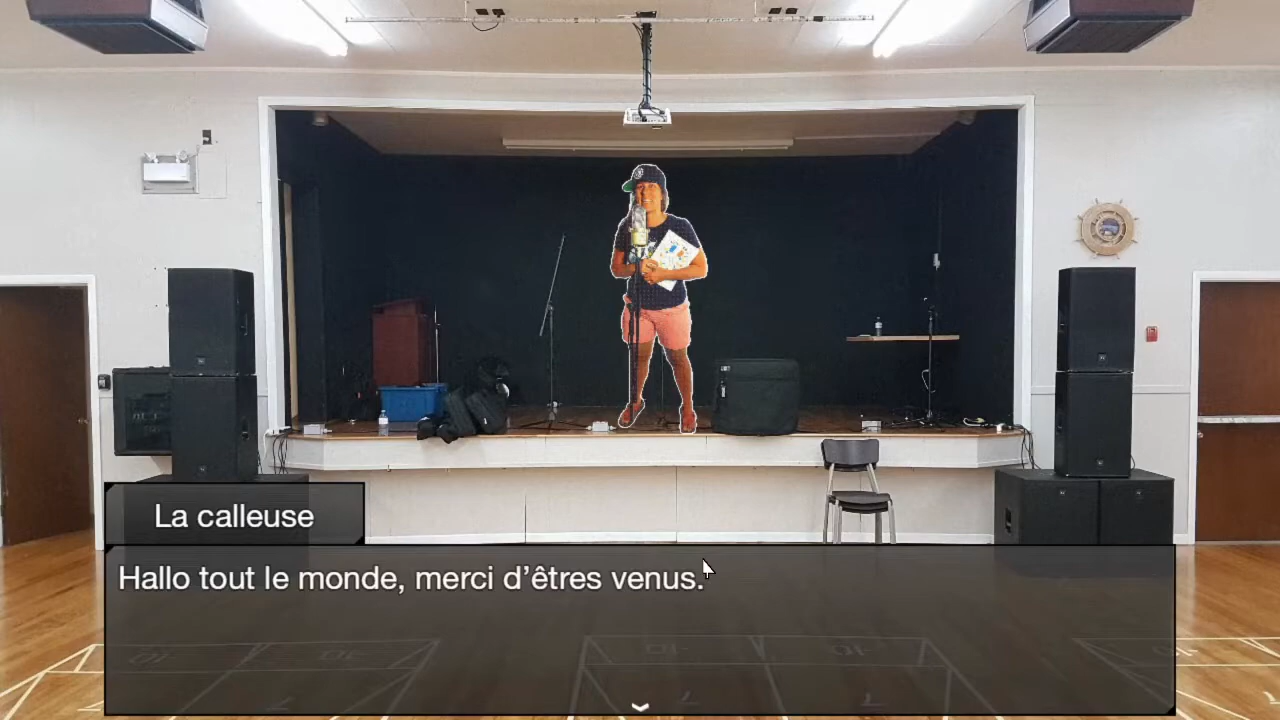 La calleuse
Hallo tout le monde, merci d’êtres venus.